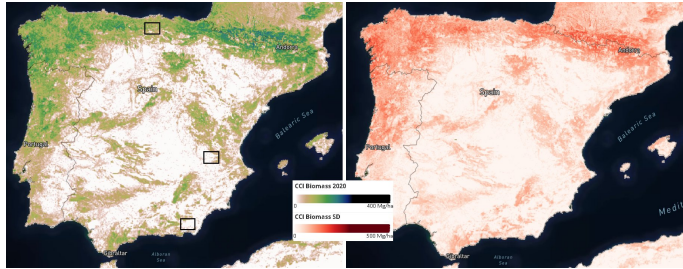 Andorra
Spain
Balearic Sea
Portugal
Gibraltar
Alboran
Sea
CCI Biomass 2020
0
400 Mg/ha
CCI Biomass SD
0
500 Mg/ha
Andorra
Spain
Balearic Sea
Portugal
Medit
Gibraltar
Alboran
Sea